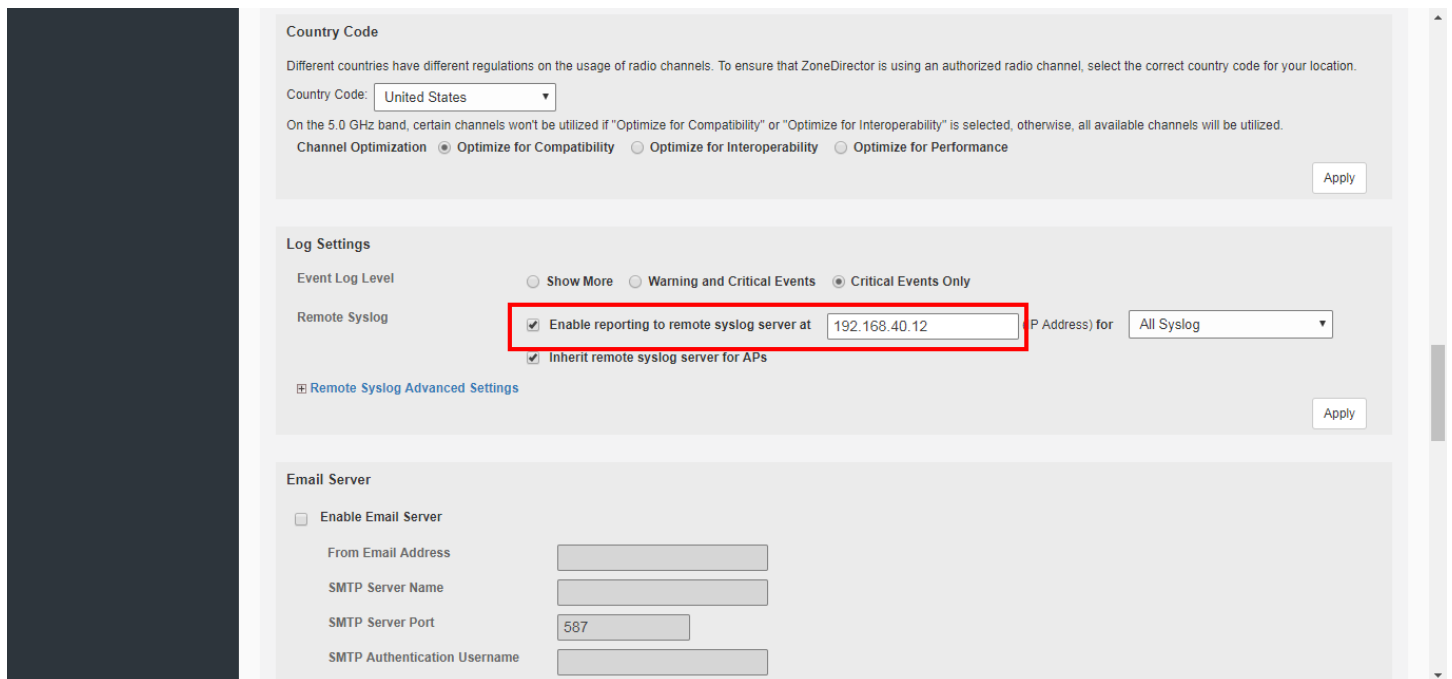 Country Code
Different countries have different regulations on the usage of radio channels. To ensure that ZoneDirector is using an authorized radio channel, select the correct country code for your location.
Country Code: United States
On the 5.0 GHz band, certain channels won't be utilized if "Optimize for Compatibility" or "Optimize for Interoperability" is selected, otherwise, all available channels will be utilized.
Channel Optimization Optimize for Compatibility Optimize for Interoperability Optimize for Performance
Apply
Log Settings
Event Log Level Show More Warning and Critical Events Critical Events Only
Remote Syslog Enable reporting to remote syslog server at 192.168.40.12 P Address) for All Syslog
Inherit remote syslog server for APs
Remote Syslog Advanced Settings
Apply
Email Server
Enable Email Server
From Email Address
SMTP Server Name
SMTP Server Port 587
SMTP Authentication Username